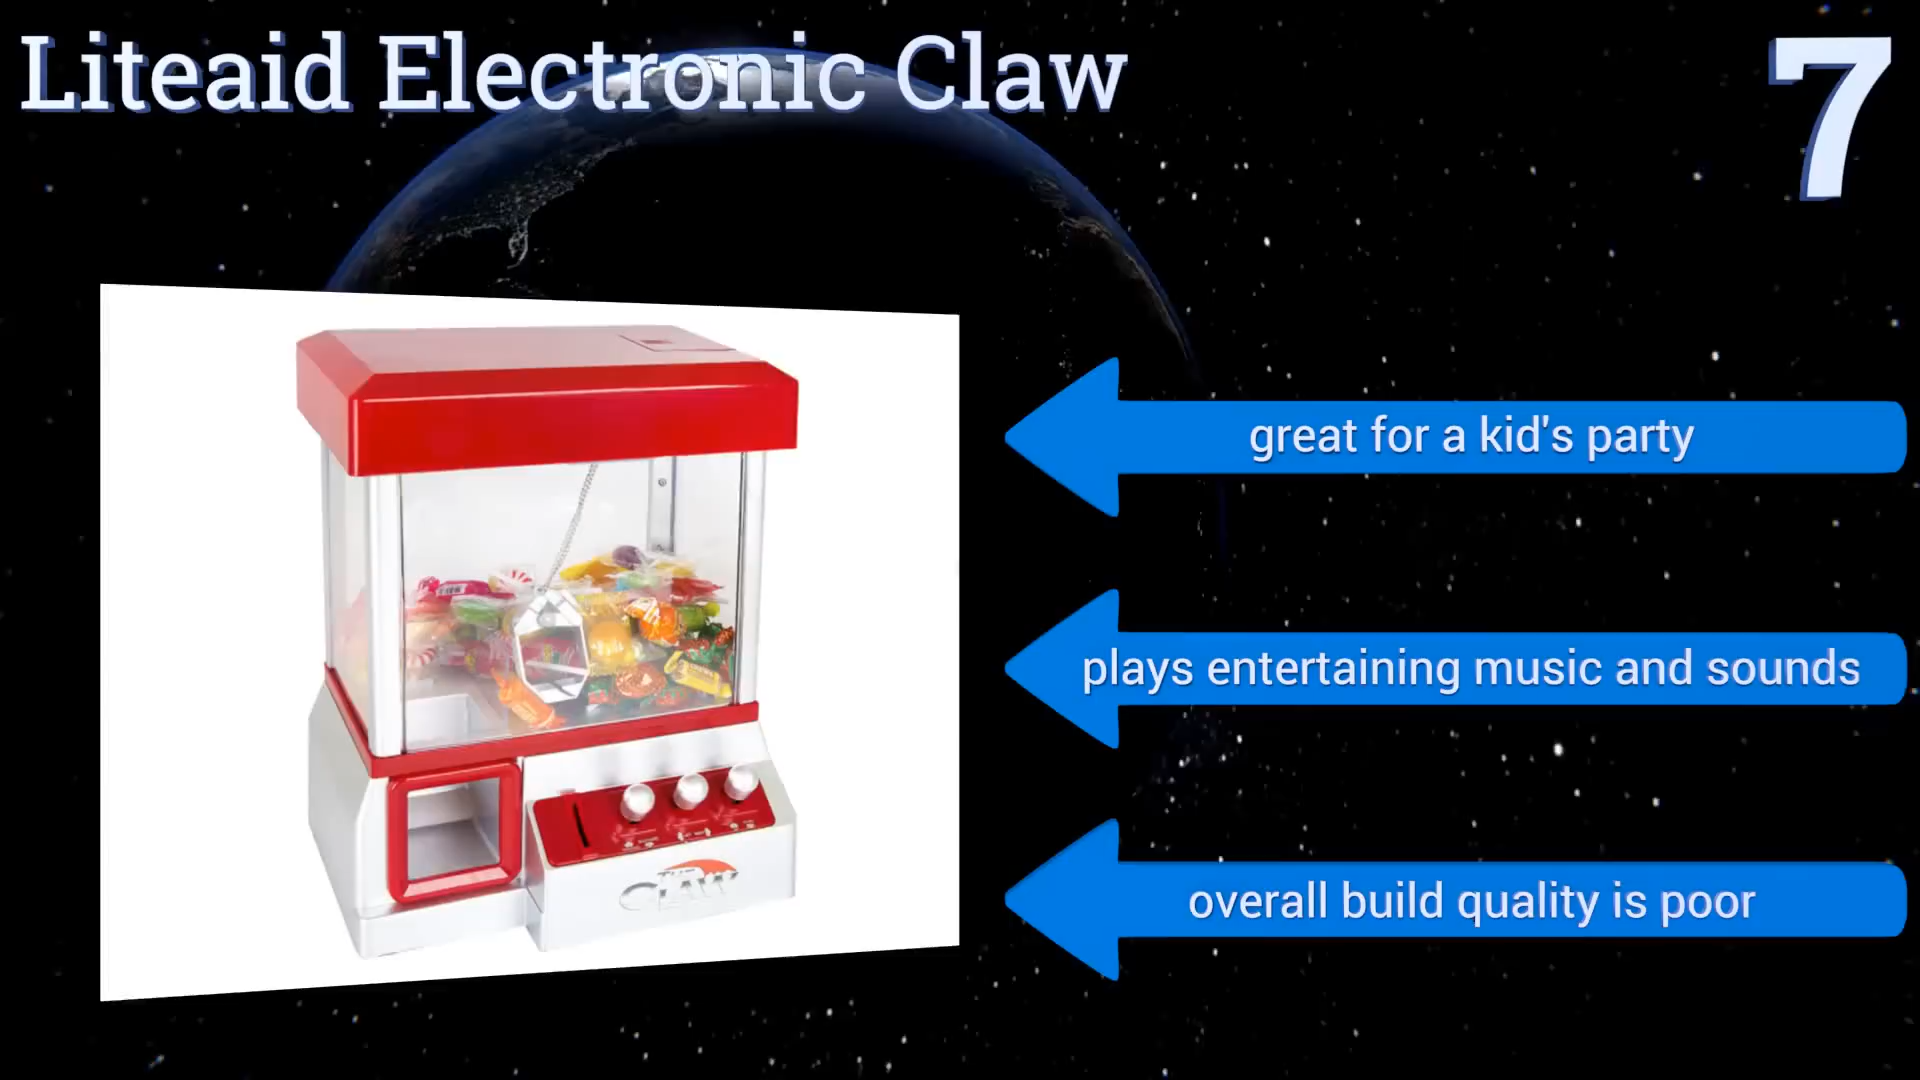 Liteaid Electronic Claw
7
great for a kid's party
plays entertaining music and sounds
overall build quality is poor
THE
CLAW